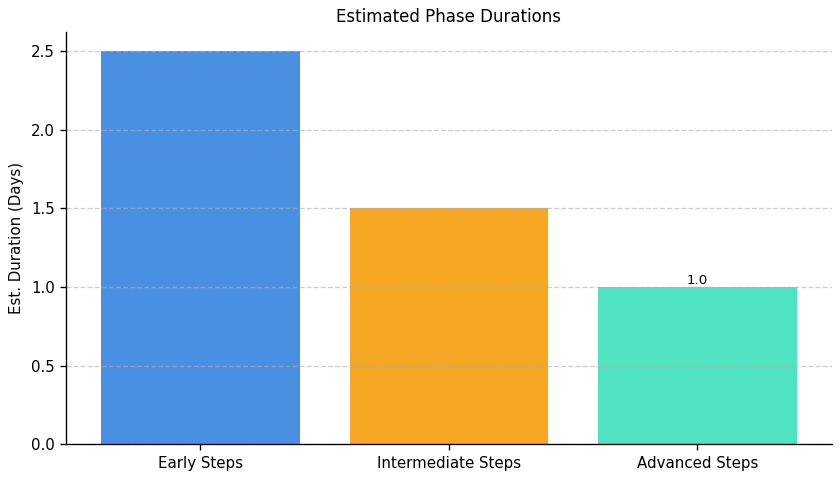 Estimated Phase Durations
Est. Duration (Days)
2.5
2.0
1.5
1.0
0.5
0.0
1.0
Early Steps
Intermediate Steps
Advanced Steps